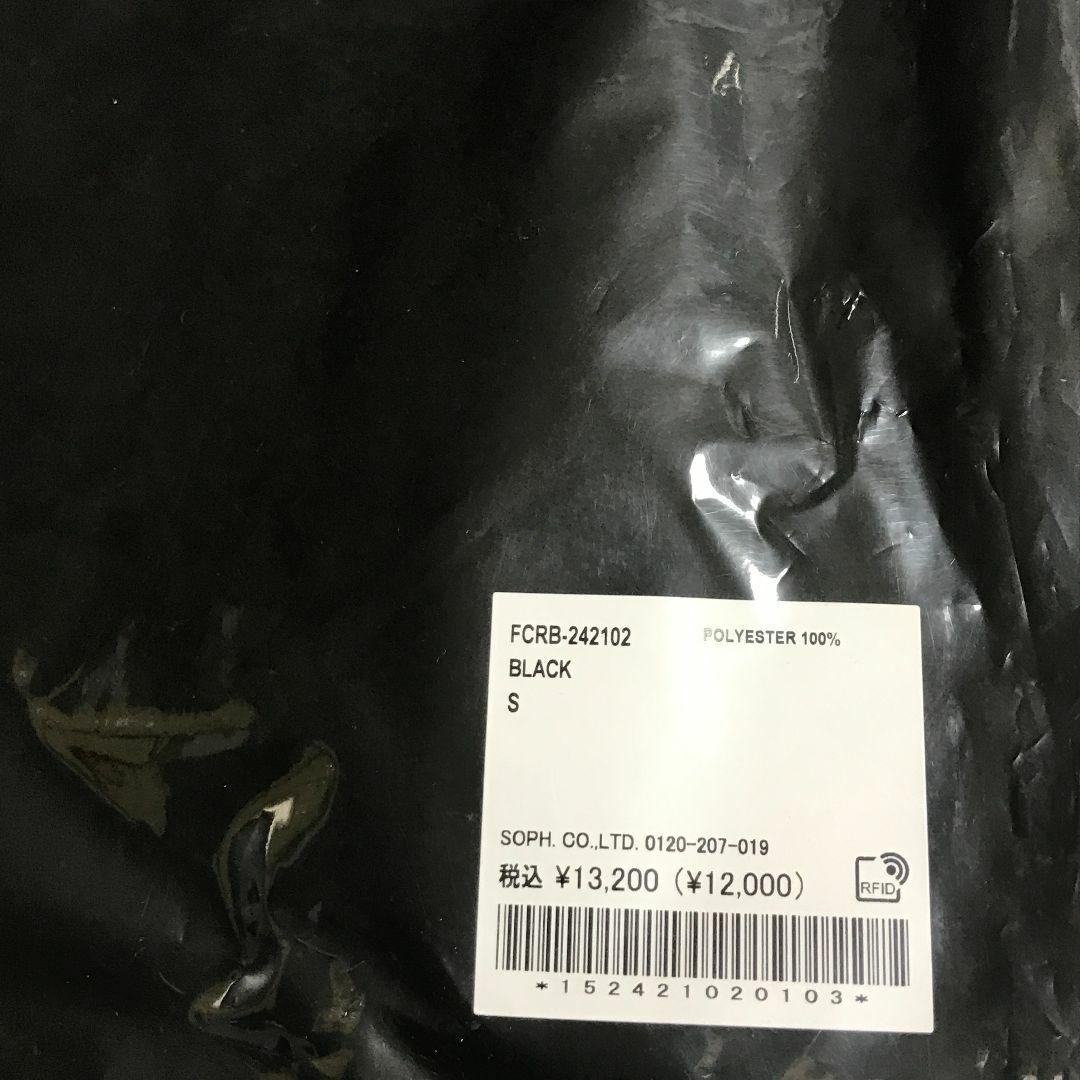 FCRB-242102 POLYESTER 100%
BLACK
S
SOPH. CO.,LTD. 0120-207-019
税込 ¥13,200 (¥12,000)
RFID
*152421020103*